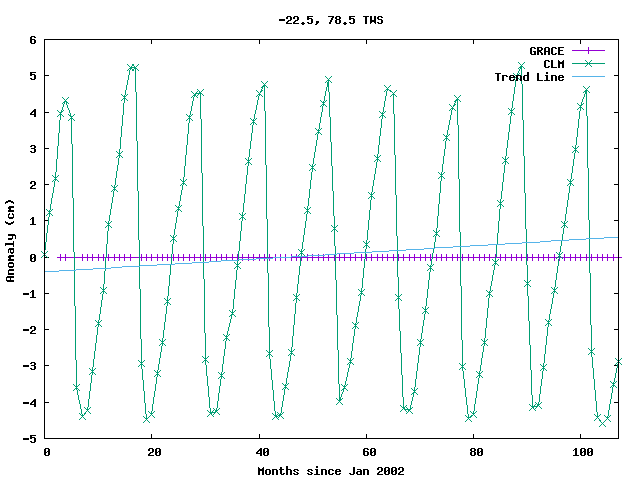 -22.5, 78.5 TWS
GRACE
CLM
Trend Line
6
5
4
3
2
1
0
-1
-2
-3
-4
-5
Anomaly (cm)
0 20 40 60 80 100
Months since Jan 2002